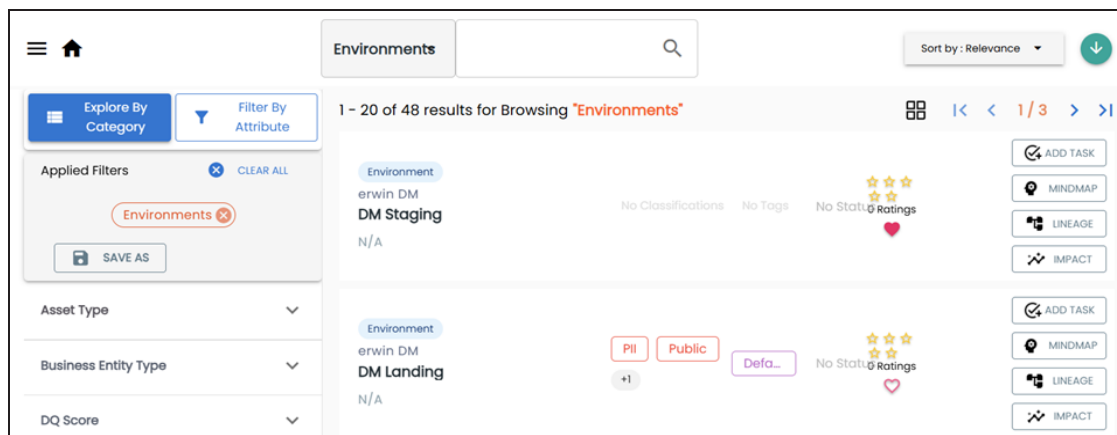 Environments
Sort by : Relevance
Explore By
Category
Filter By
Attribute
1 - 20 of 48 results for Browsing "Environments"
1 / 3
Applied Filters
CLEAR ALL
Environments
SAVE AS
Asset Type
Business Entity Type
DQ Score
Environment
erwin DM
DM Staging
N/A
No Classifications
No Tags
No Status
0 Ratings
ADD TASK
MINDMAP
LINEAGE
IMPACT
Environment
erwin DM
DM Landing
N/A
PII
Public
+1
Defa...
No Status
0 Ratings
ADD TASK
MINDMAP
LINEAGE
IMPACT